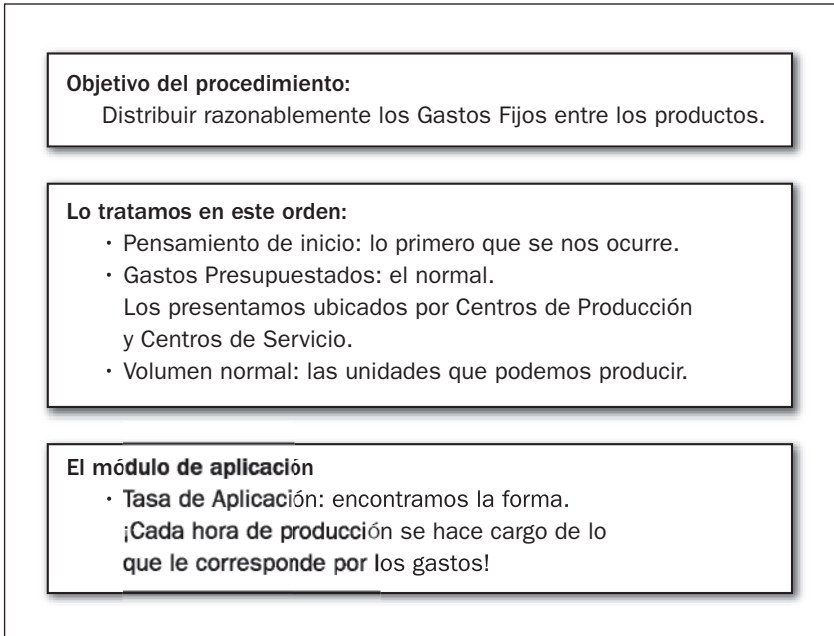 Objetivo del procedimiento:
Distribuir razonablemente los Gastos Fijos entre los productos.
Lo tratamos en este orden:
· Pensamiento de inicio: lo primero que se nos ocurre.
· Gastos Presupuestados: el normal.
Los presentamos ubicados por Centros de Producción
y Centros de Servicio.
· Volumen normal: las unidades que podemos producir.
El módulo de aplicación
· Tasa de Aplicación: encontramos la forma.
¡Cada hora de producción se hace cargo de lo
que le corresponde por los gastos!